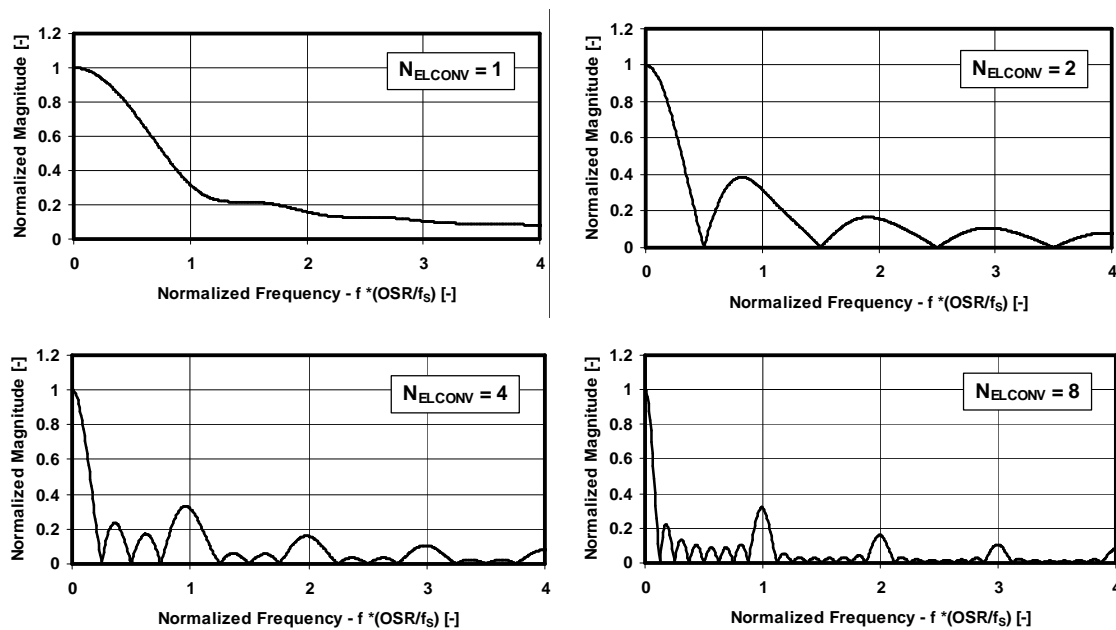 Normalized Magnitude [-]
1.2
1
0.8
0.6
0.4
0.2
0
N_ELCONV = 1
0 1 2 3 4
Normalized Frequency - f *(OSR/f_S) [-]
Normalized Magnitude [-]
1.2
1
0.8
0.6
0.4
0.2
0
N_ELCONV = 2
0 1 2 3 4
Normalized Frequency - f *(OSR/f_S) [-]
Normalized Magnitude [-]
1.2
1
0.8
0.6
0.4
0.2
0
N_ELCONV = 4
0 1 2 3 4
Normalized Frequency - f *(OSR/f_S) [-]
Normalized Magnitude [-]
1.2
1
0.8
0.6
0.4
0.2
0
N_ELCONV = 8
0 1 2 3 4
Normalized Frequency - f *(OSR/f_S) [-]